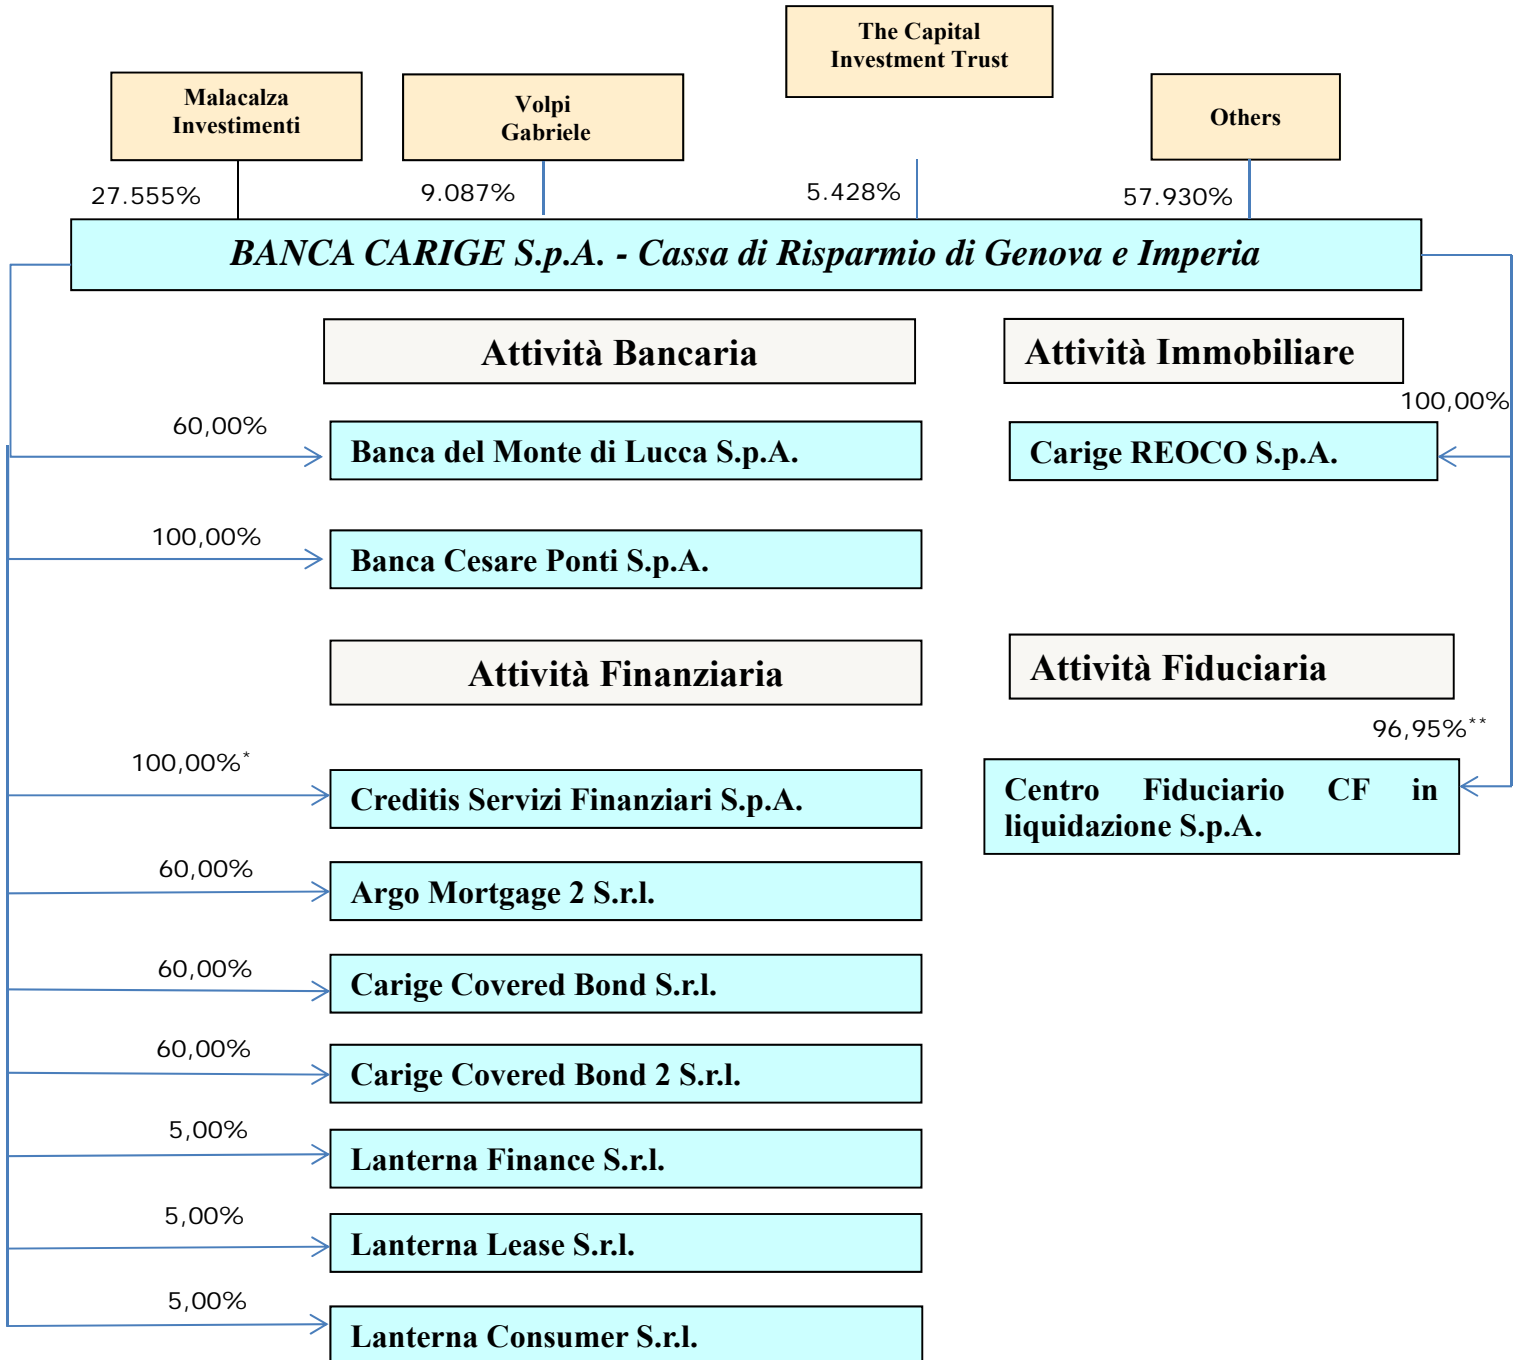 The Capital
Investment Trust
Malacalza
Investimenti
Volpi
Gabriele
Others
27.555%
9.087%
5.428%
57.930%
BANCA CARIGE S.p.A. - Cassa di Risparmio di Genova e Imperia
Attività Bancaria
Attività Immobiliare
100,00%
60,00%
Banca del Monte di Lucca S.p.A.
Carige REOCO S.p.A.
100,00%
Banca Cesare Ponti S.p.A.
Attività Finanziaria
Attività Fiduciaria
96,95%**
100,00%*
Creditis Servizi Finanziari S.p.A.
Centro Fiduciario CF in
liquidazione S.p.A.
60,00%
Argo Mortgage 2 S.r.l.
60,00%
Carige Covered Bond S.r.l.
60,00%
Carige Covered Bond 2 S.r.l.
5,00%
Lanterna Finance S.r.l.
5,00%
Lanterna Lease S.r.l.
5,00%
Lanterna Consumer S.r.l.